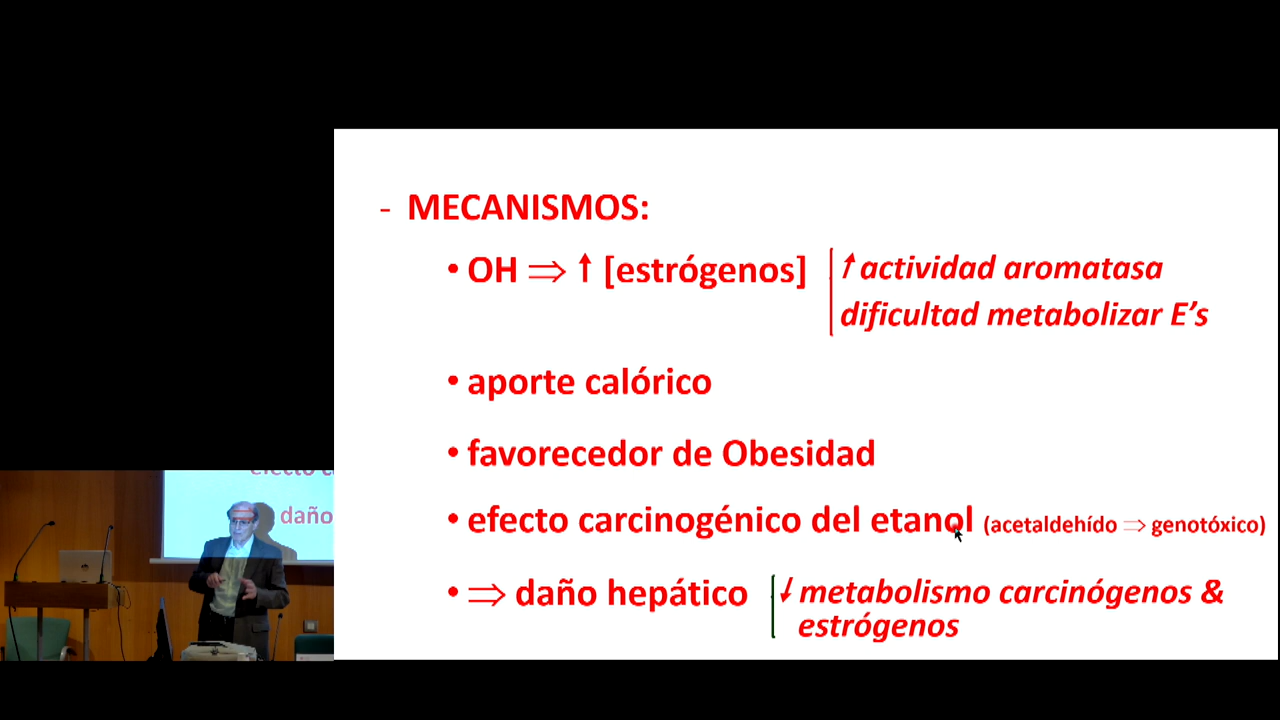 - MECANISMOS:
• OH ⇒ ↑ [estrógenos]
↑ actividad aromatasa
dificultad metabolizar E's
• aporte calórico
• favorecedor de Obesidad
• efecto carcinogénico del etanol (acetaldehído ⇒ genotóxico)
• ⇒ daño hepático
↓ metabolismo carcinógenos &
estrógenos
daño